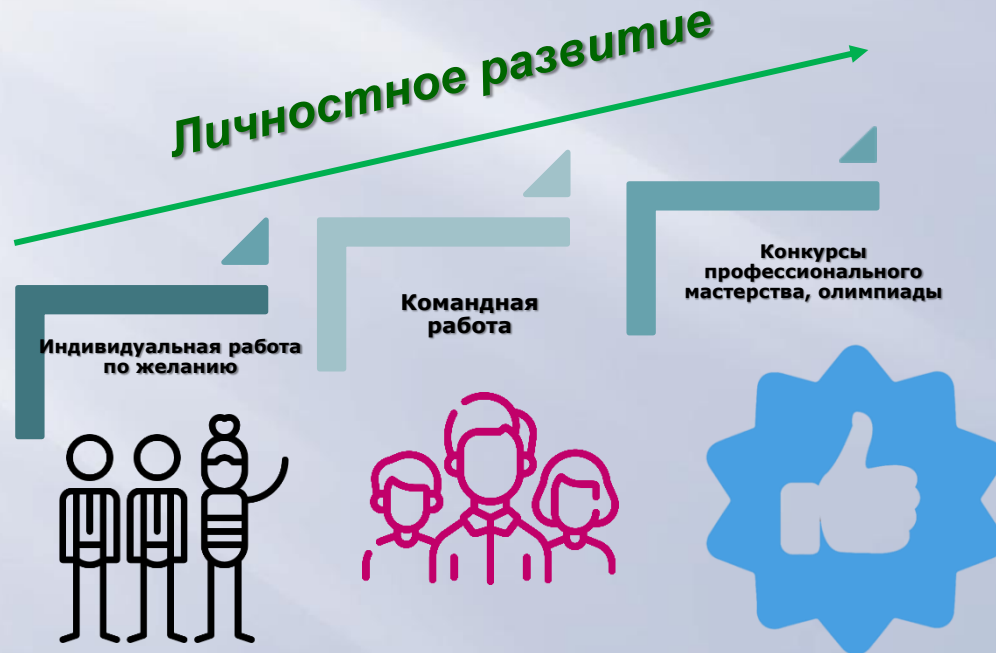 Личностное развитие
Индивидуальная работа
по желанию
Командная
работа
Конкурсы
профессионального
мастерства, олимпиады